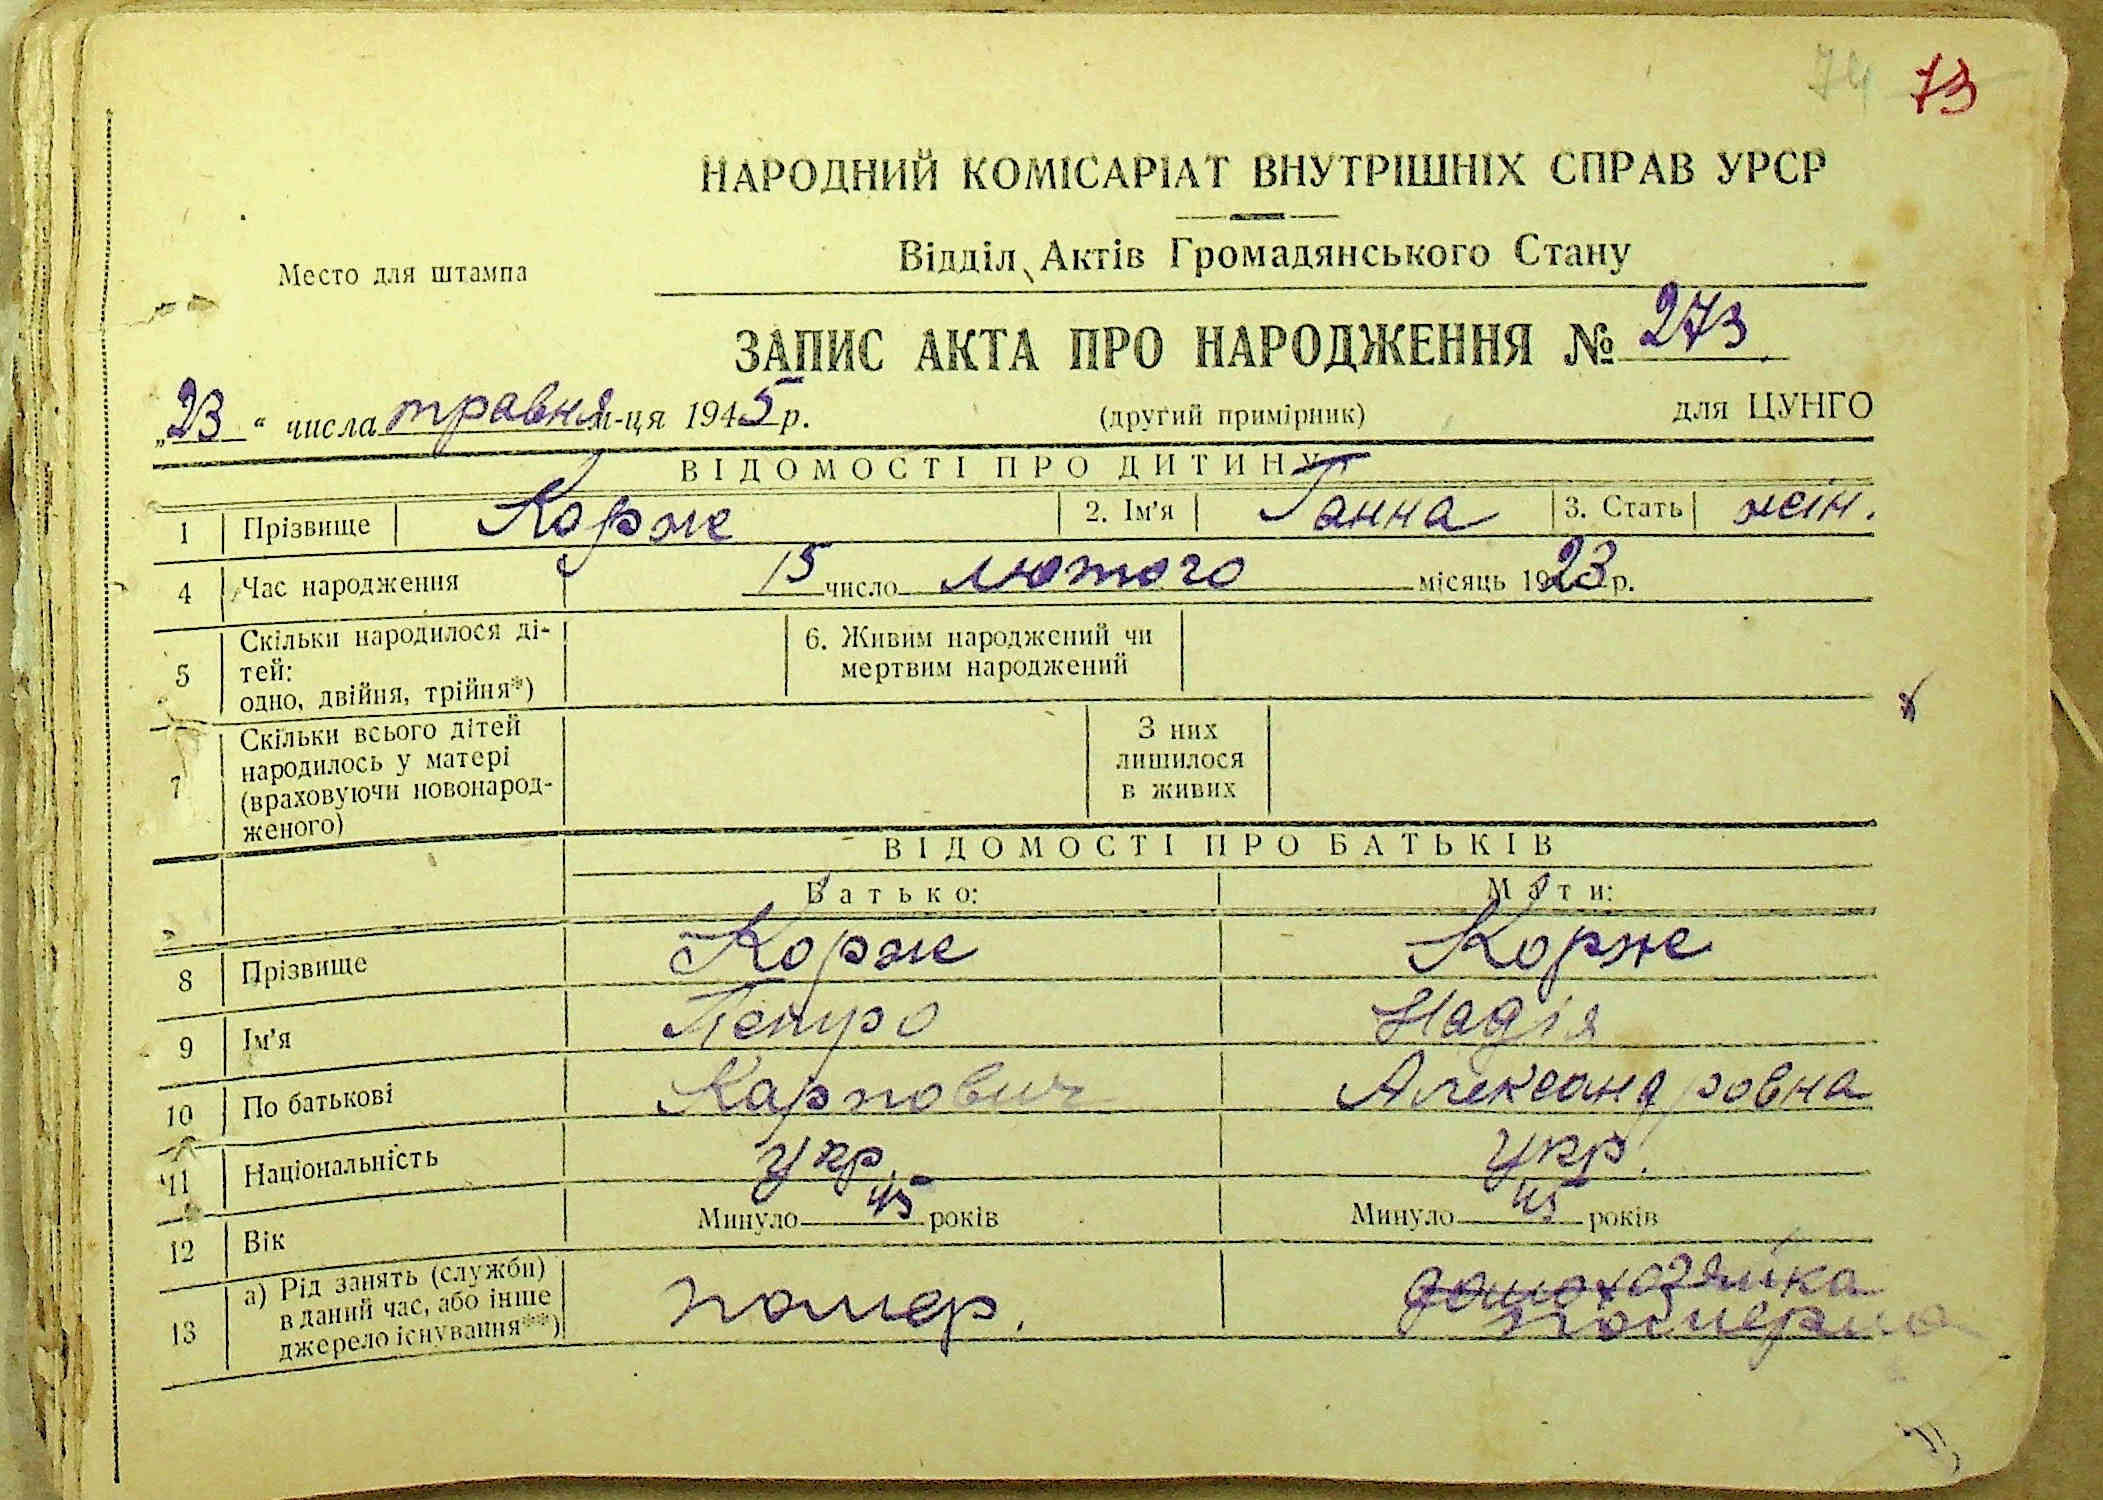 74 73
НАРОДНИЙ КОМІСАРІАТ ВНУТРІШНІХ СПРАВ УРСР
Відділ Актів Громадянського Стану
Место для штампа
ЗАПИС АКТА ПРО НАРОДЖЕННЯ № 273
„23" числа травня м-ця 1945 р. (другий примірник) для ЦУНГО
ВІДОМОСТІ ПРО ДИТИНУ
1 Прізвище Корж 2. Ім'я Ганна 3. Стать жін.
4 Час народження 15 число лютого місяць 1923 р.
5 Скільки народилося ді-
тей:
одно, двійня, трійня*)
6. Живим народжений чи
мертвим народжений
7 Скільки всього дітей
народилось у матері
(враховуючи новонарод-
женого)
З них
лишилося
в живих
ВІДОМОСТІ ПРО БАТЬКІВ
Батько: Мати:
8 Прізвище Корж Корж
9 Ім'я Петро Надія
10 По батькові Карпович Александровна
11 Національність укр. укр.
12 Вік Минуло 45 років Минуло 45 років
13 а) Рід занять (служби)
в даний час, або інше
джерело існування**)
помер.
домохозяйка
померла